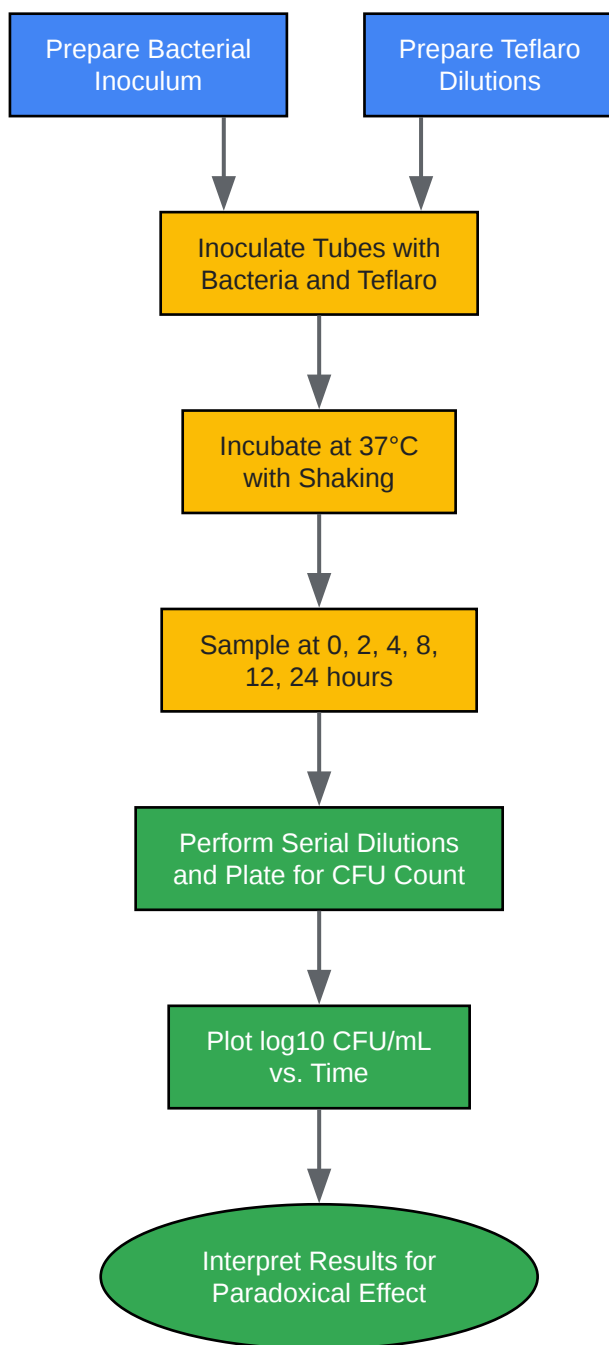 Prepare Bacterial
Inoculum
Prepare Teflaro
Dilutions
Inoculate Tubes with
Bacteria and Teflaro
Incubate at 37°C
with Shaking
Sample at 0, 2, 4, 8,
12, 24 hours
Perform Serial Dilutions
and Plate for CFU Count
Plot log10 CFU/mL
vs. Time
Interpret Results for
Paradoxical Effect